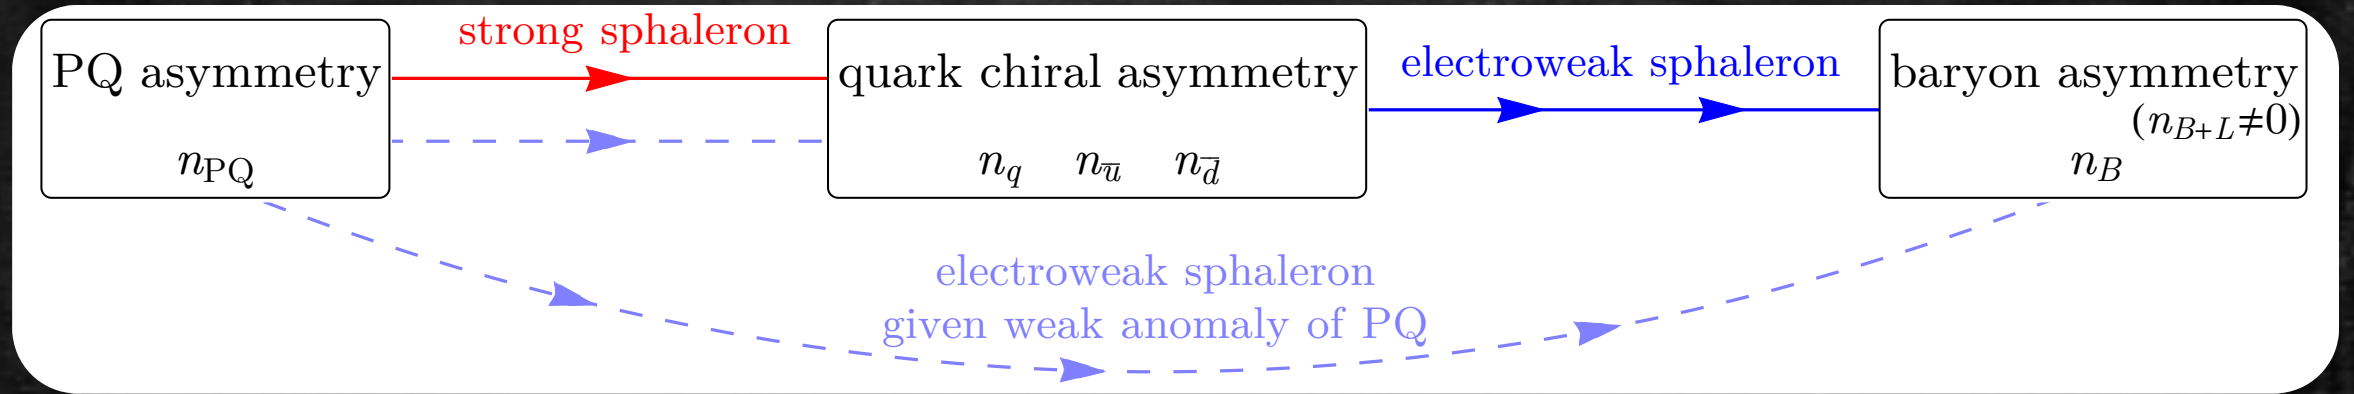 strong sphaleron
PQ asymmetry
n_PQ
quark chiral asymmetry
n_q n_ū n_d̄
electroweak sphaleron
baryon asymmetry
(n_{B+L}≠0)
n_B
electroweak sphaleron
given weak anomaly of PQ